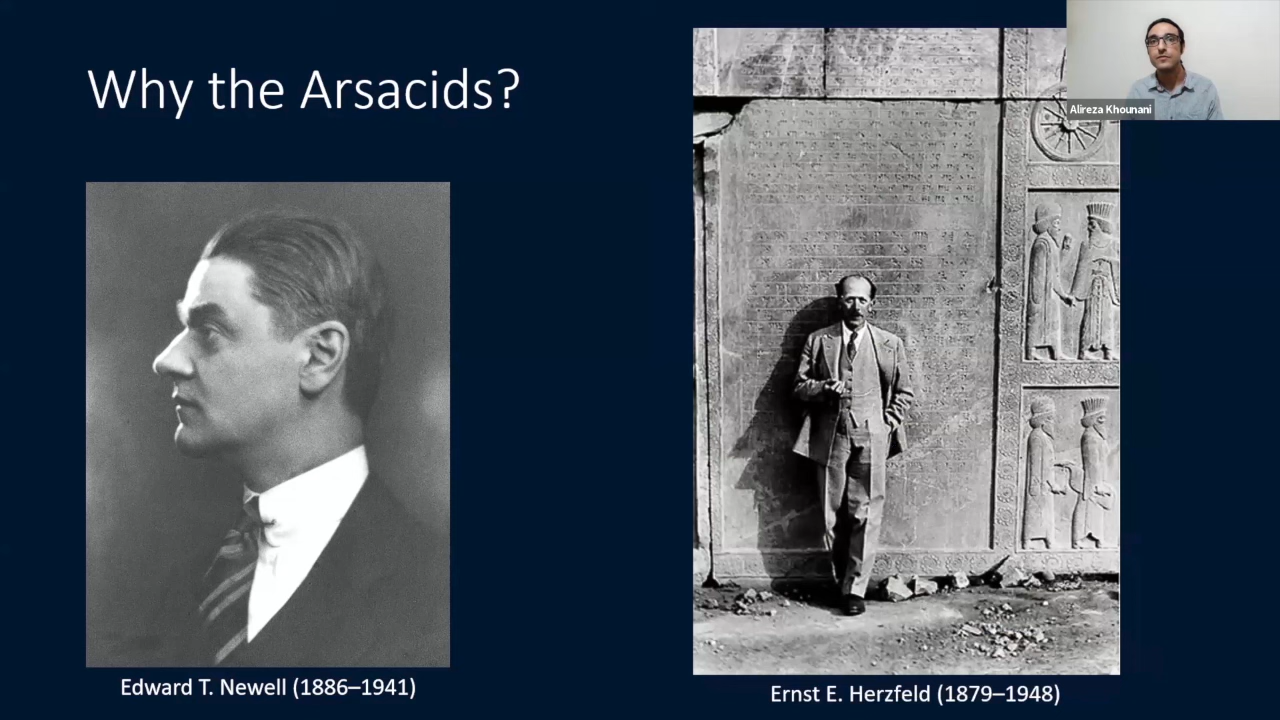 Why the Arsacids?
Alireza Khounani
Edward T. Newell (1886–1941)
Ernst E. Herzfeld (1879–1948)